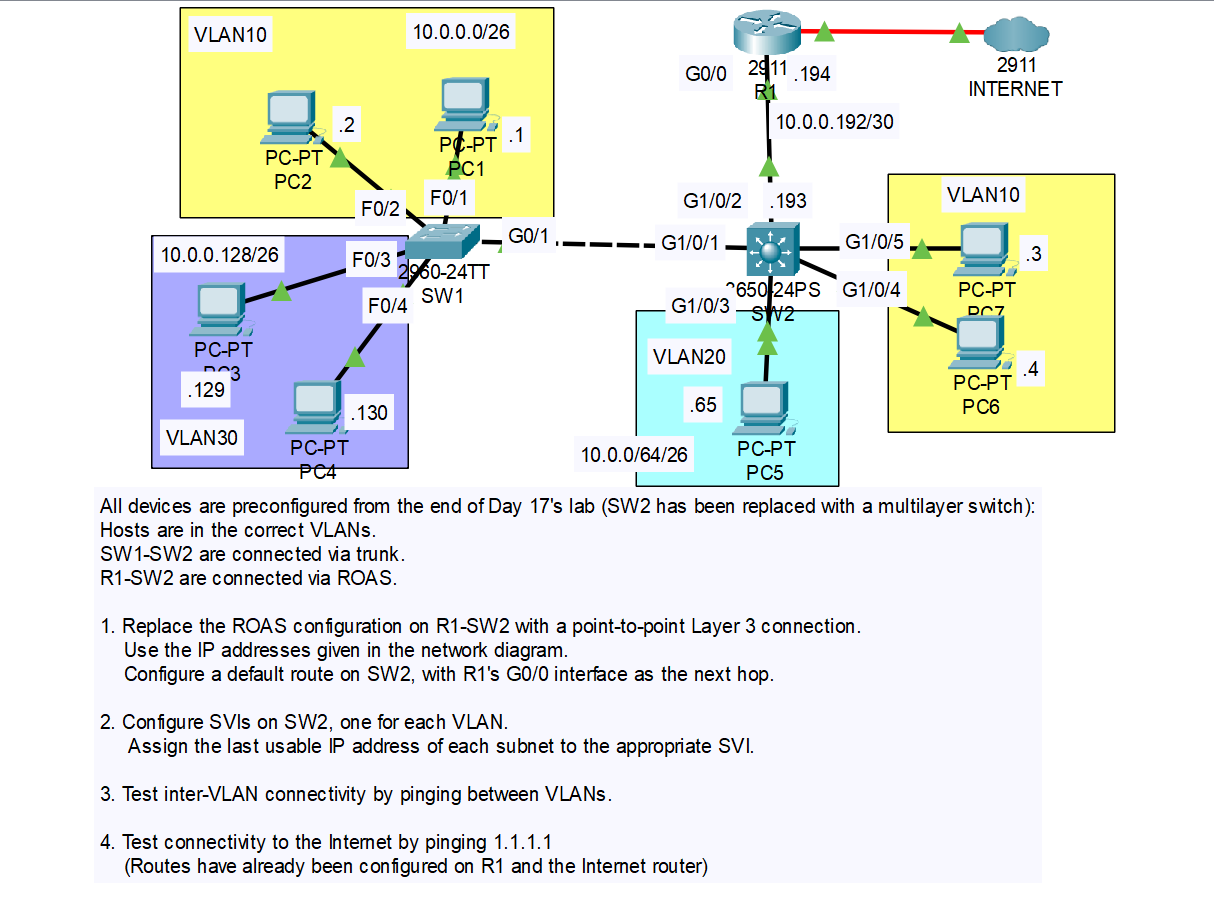 VLAN10
10.0.0.0/26
.2
.1
PC-PT
PC2
PC-PT
PC1
F0/2
F0/1
G0/0
2911
R1
.194
2911
INTERNET
10.0.0.192/30
G1/0/2
.193
VLAN10
10.0.0.128/26
F0/3
F0/4
2960-24TT
SW1
G0/1
G1/0/1
G1/0/5
.3
PC-PT
PC7
G1/0/4
3650-24PS
SW2
G1/0/3
PC-PT
PC3
.129
VLAN30
.130
PC-PT
PC4
VLAN20
.65
10.0.0/64/26
PC-PT
PC5
.4
PC-PT
PC6
All devices are preconfigured from the end of Day 17's lab (SW2 has been replaced with a multilayer switch):
Hosts are in the correct VLANs.
SW1-SW2 are connected via trunk.
R1-SW2 are connected via ROAS.
1. Replace the ROAS configuration on R1-SW2 with a point-to-point Layer 3 connection.
Use the IP addresses given in the network diagram.
Configure a default route on SW2, with R1's G0/0 interface as the next hop.
2. Configure SVIs on SW2, one for each VLAN.
Assign the last usable IP address of each subnet to the appropriate SVI.
3. Test inter-VLAN connectivity by pinging between VLANs.
4. Test connectivity to the Internet by pinging 1.1.1.1
(Routes have already been configured on R1 and the Internet router)